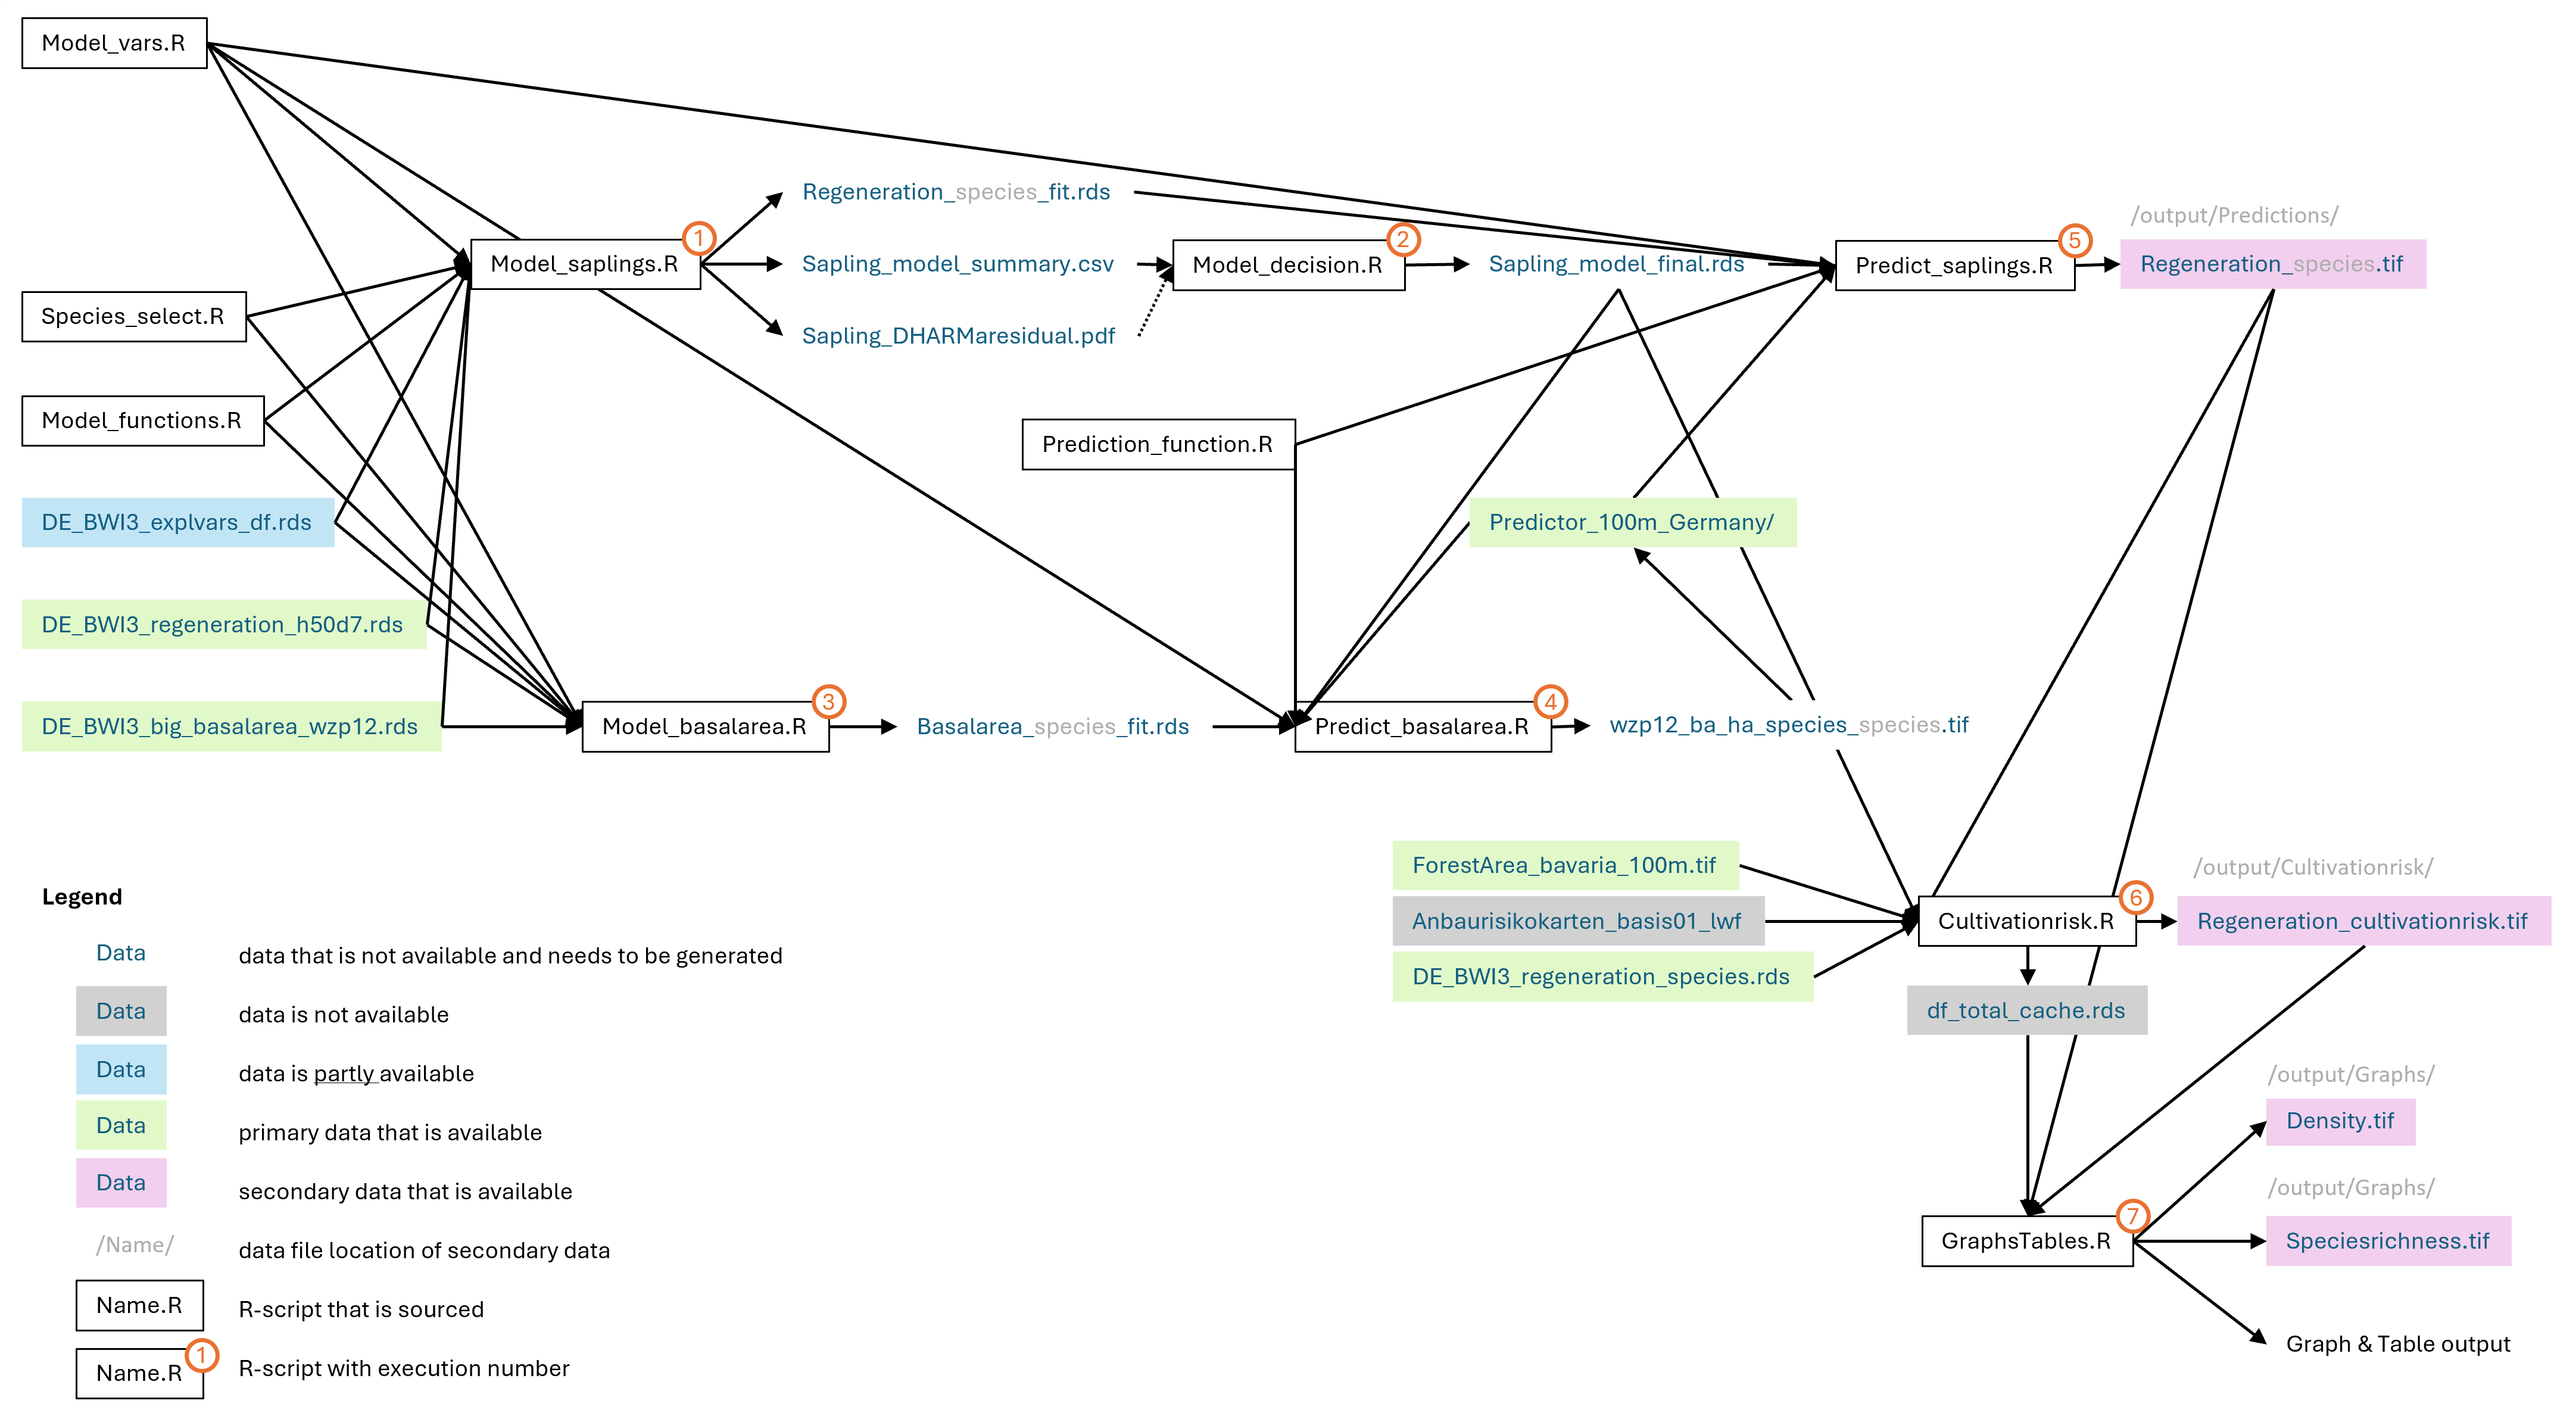 Model_vars.R
Species_select.R
Model_functions.R
DE_BWI3_explvars_df.rds
DE_BWI3_regeneration_h50d7.rds
DE_BWI3_big_basalarea_wzp12.rds
Model_saplings.R
1
Regeneration_species_fit.rds
Sapling_model_summary.csv
Sapling_DHARMaresidual.pdf
Model_decision.R
2
Sapling_model_final.rds
Predict_saplings.R
5
/output/Predictions/
Regeneration_species.tif
Prediction_function.R
Predictor_100m_Germany/
Model_basalarea.R
3
Basalarea_species_fit.rds
Predict_basalarea.R
4
wzp12_ba_ha_species_species.tif
ForestArea_bavaria_100m.tif
Anbaurisikokarten_basis01_lwf
DE_BWI3_regeneration_species.rds
Cultivationrisk.R
6
/output/Cultivationrisk/
Regeneration_cultivationrisk.tif
df_total_cache.rds
GraphsTables.R
7
/output/Graphs/
Density.tif
/output/Graphs/
Speciesrichness.tif
Graph & Table output
Legend
Data data that is not available and needs to be generated
Data data is not available
Data data is partly available
Data primary data that is available
Data secondary data that is available
/Name/ data file location of secondary data
Name.R R-script that is sourced
Name.R 1 R-script with execution number